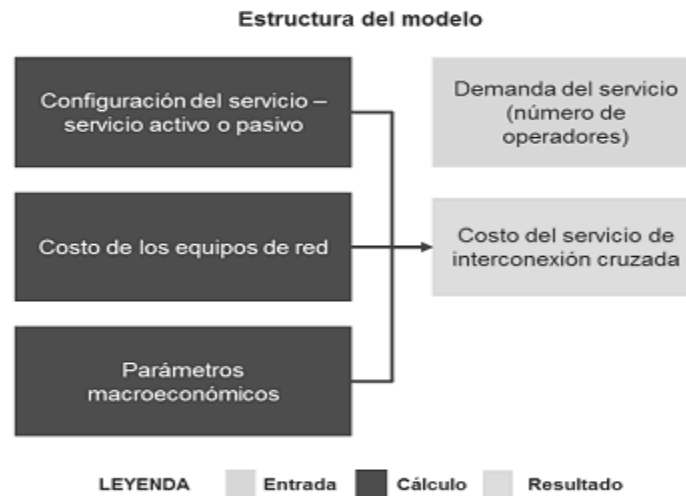 Estructura del modelo
Configuración del servicio –
servicio activo o pasivo
Demanda del servicio
(número de
operadores)
Costo de los equipos de red
Costo del servicio de
interconexión cruzada
Parámetros
macroeconómicos
LEYENDA Entrada Cálculo Resultado